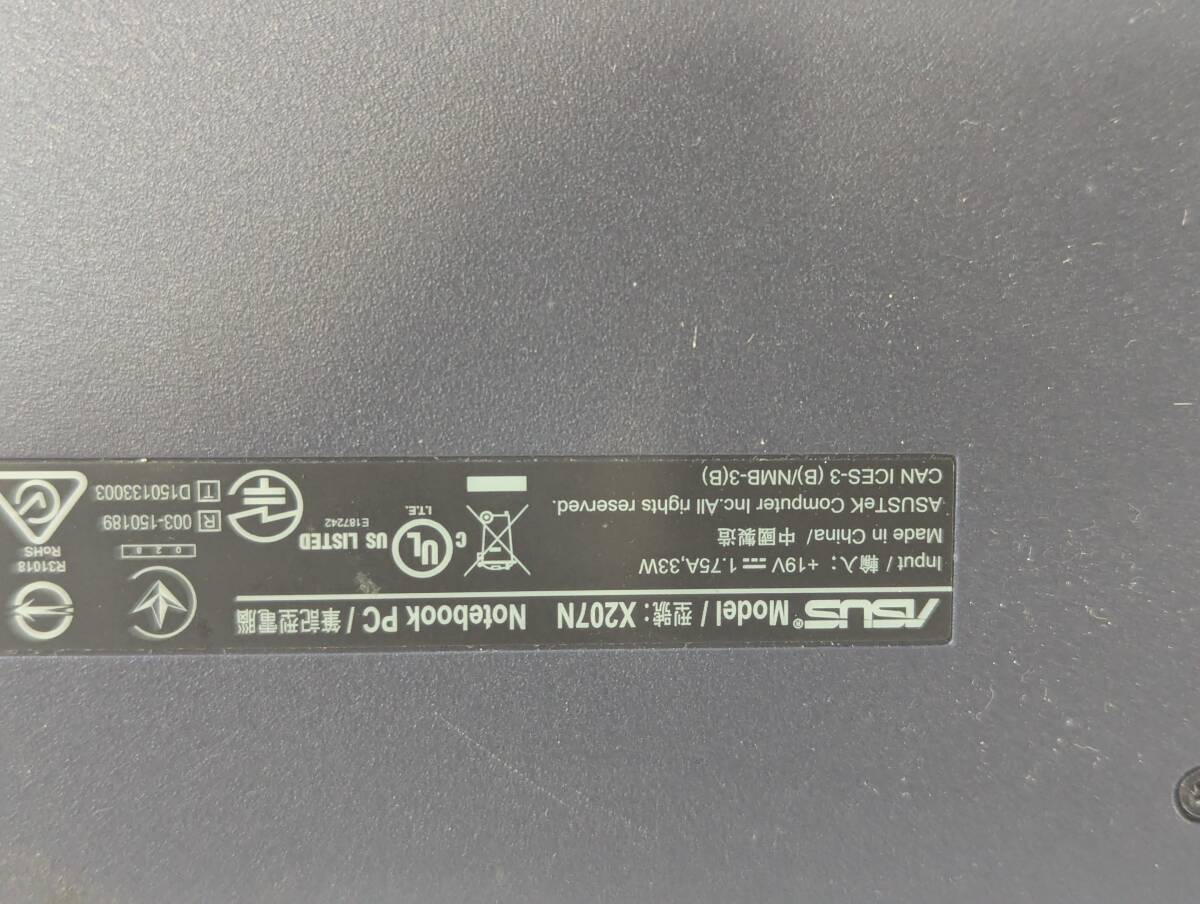 ASUS® Model / 型號: X207N Notebook PC / 筆記型電腦
Input / 輸入: +19V⎓1.75A,33W
Made in China/ 中國製造
ASUSTeK Computer Inc.All rights reserved.
CAN ICES-3 (B)/NMB-3(B)
C UL US LISTED
I.T.E.
E187242
028
R 003-150189
T D150133003
R31018
RoHS